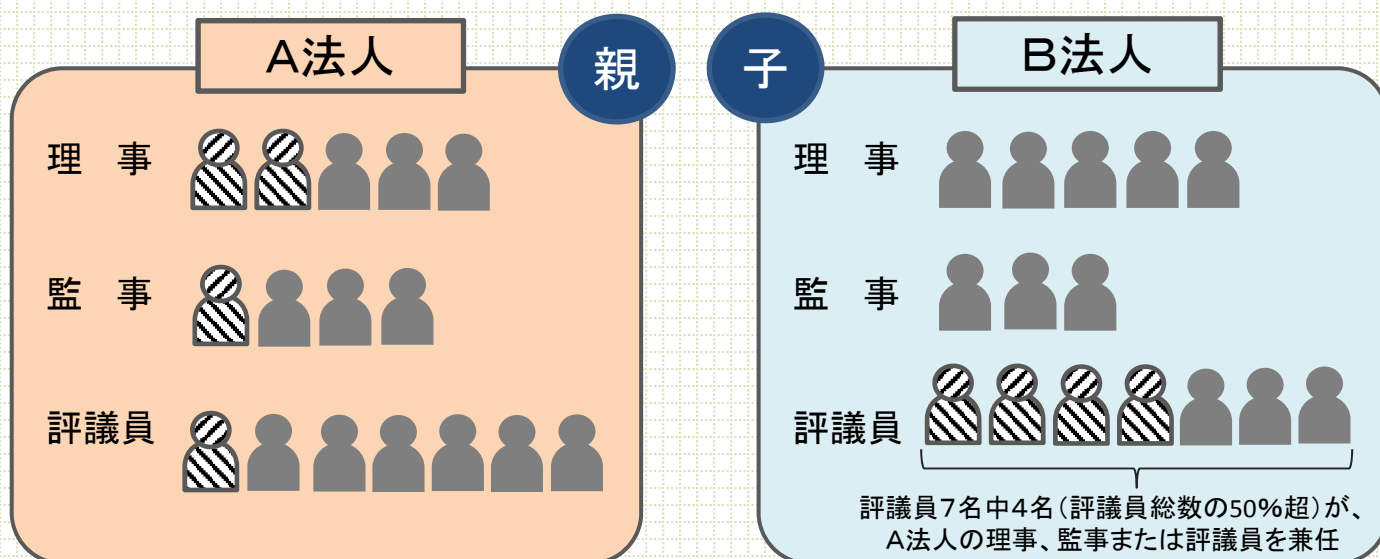 A法人
親
理 事
監 事
評議員
子
B法人
理 事
監 事
評議員
評議員7名中4名(評議員総数の50%超)が、
A法人の理事、監事または評議員を兼任